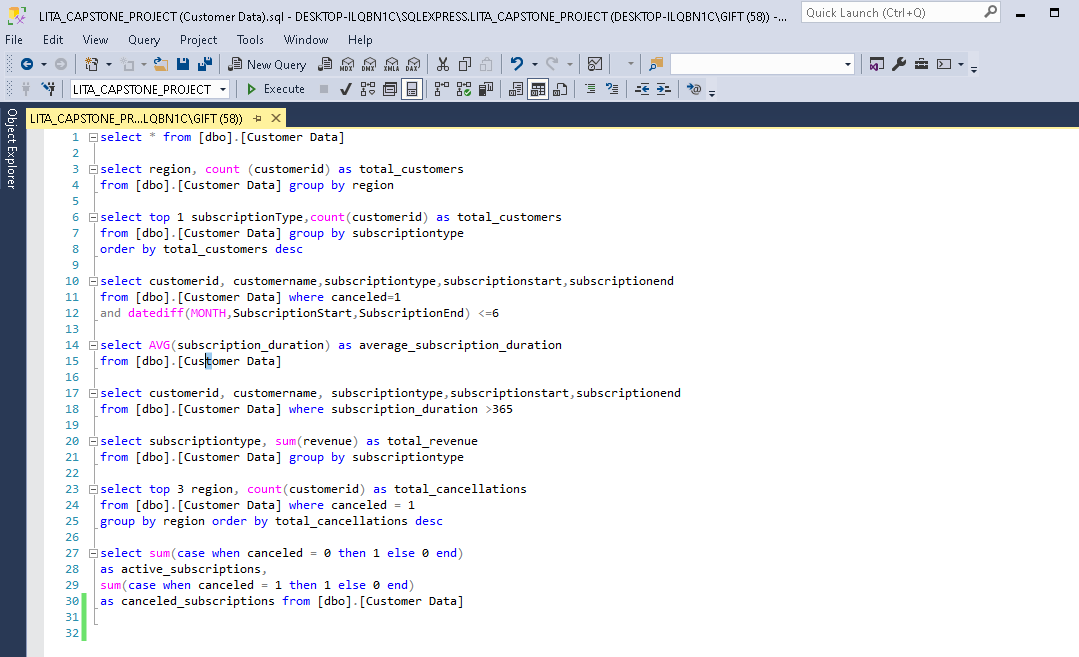 LITA_CAPSTONE_PROJECT (Customer Data).sql - DESKTOP-ILQBN1C\SQLEXPRESS.LITA_CAPSTONE_PROJECT (DESKTOP-ILQBN1C\GIFT (58)) -...
Quick Launch (Ctrl+Q)
File Edit View Query Project Tools Window Help
New Query MDX DMX XMLA DAX
LITA_CAPSTONE_PROJECT Execute
Object Explorer
LITA_CAPSTONE_PR...LQBN1C\GIFT (58))
1 select * from [dbo].[Customer Data]
2
3 select region, count (customerid) as total_customers
4 from [dbo].[Customer Data] group by region
5
6 select top 1 subscriptionType,count(customerid) as total_customers
7 from [dbo].[Customer Data] group by subscriptiontype
8 order by total_customers desc
9
10 select customerid, customername,subscriptiontype,subscriptionstart,subscriptionend
11 from [dbo].[Customer Data] where canceled=1
12 and datediff(MONTH,SubscriptionStart,SubscriptionEnd) <=6
13
14 select AVG(subscription_duration) as average_subscription_duration
15 from [dbo].[Customer Data]
16
17 select customerid, customername, subscriptiontype,subscriptionstart,subscriptionend
18 from [dbo].[Customer Data] where subscription_duration >365
19
20 select subscriptiontype, sum(revenue) as total_revenue
21 from [dbo].[Customer Data] group by subscriptiontype
22
23 select top 3 region, count(customerid) as total_cancellations
24 from [dbo].[Customer Data] where canceled = 1
25 group by region order by total_cancellations desc
26
27 select sum(case when canceled = 0 then 1 else 0 end)
28 as active_subscriptions,
29 sum(case when canceled = 1 then 1 else 0 end)
30 as canceled_subscriptions from [dbo].[Customer Data]
31
32